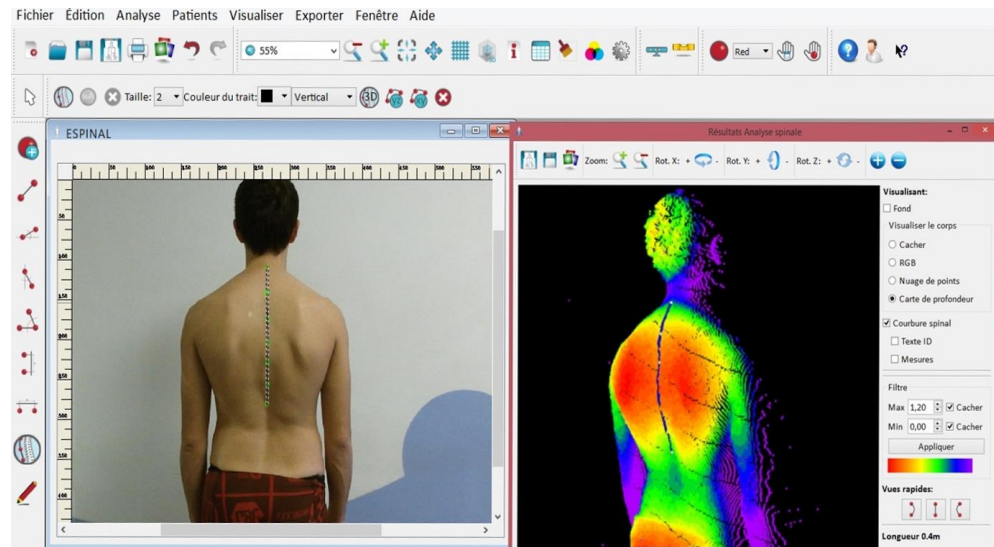 Fichier Édition Analyse Patients Visualiser Exporter Fenêtre Aide
55%
Red
Taille: 2 Couleur du trait: Vertical 3D
ESPINAL
Résultats Analyse spinale
Zoom: Rot. X: + - Rot. Y: + - Rot. Z: + -
Visualisant:
Fond
Visualiser le corps
Cacher
RGB
Nuage de points
Carte de profondeur
Courbure spinal
Texte ID
Mesures
Filtre
Max 1,20 Cacher
Min 0,00 Cacher
Appliquer
Vues rapides:
Longueur 0.4m